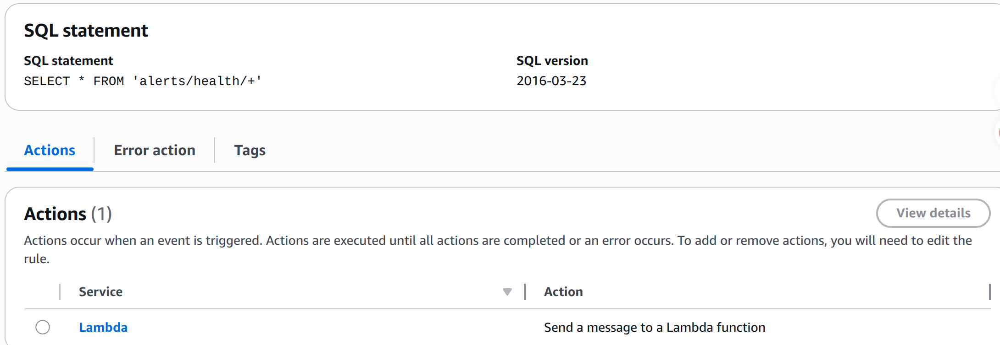 SQL statement
SQL statement
SQL version
SELECT * FROM 'alerts/health/+'
2016-03-23
Actions
Error action
Tags
Actions (1)
View details
Actions occur when an event is triggered. Actions are executed until all actions are completed or an error occurs. To add or remove actions, you will need to edit the
rule.
Service
Action
Lambda
Send a message to a Lambda function